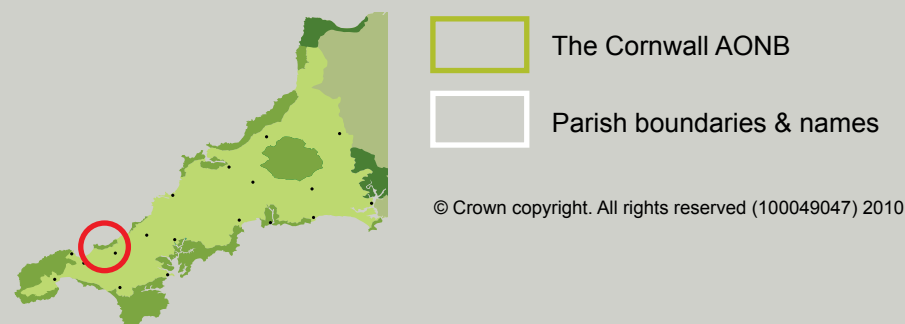 The Cornwall AONB
Parish boundaries & names
© Crown copyright. All rights reserved (100049047) 2010